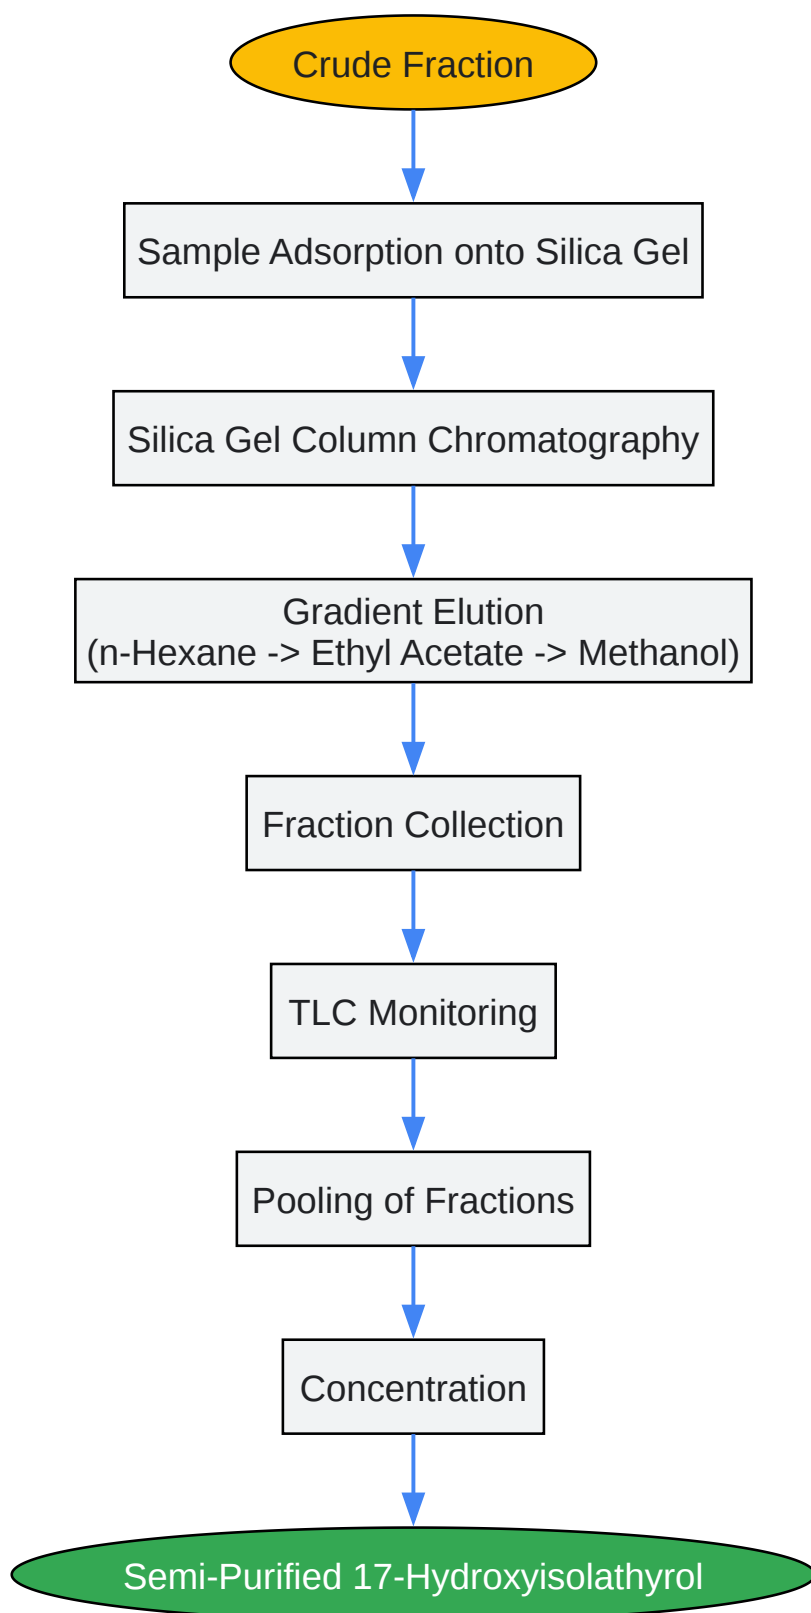 Crude Fraction
Sample Adsorption onto Silica Gel
Silica Gel Column Chromatography
Gradient Elution
(n-Hexane -> Ethyl Acetate -> Methanol)
Fraction Collection
TLC Monitoring
Pooling of Fractions
Concentration
Semi-Purified 17-Hydroxyisolathyrol